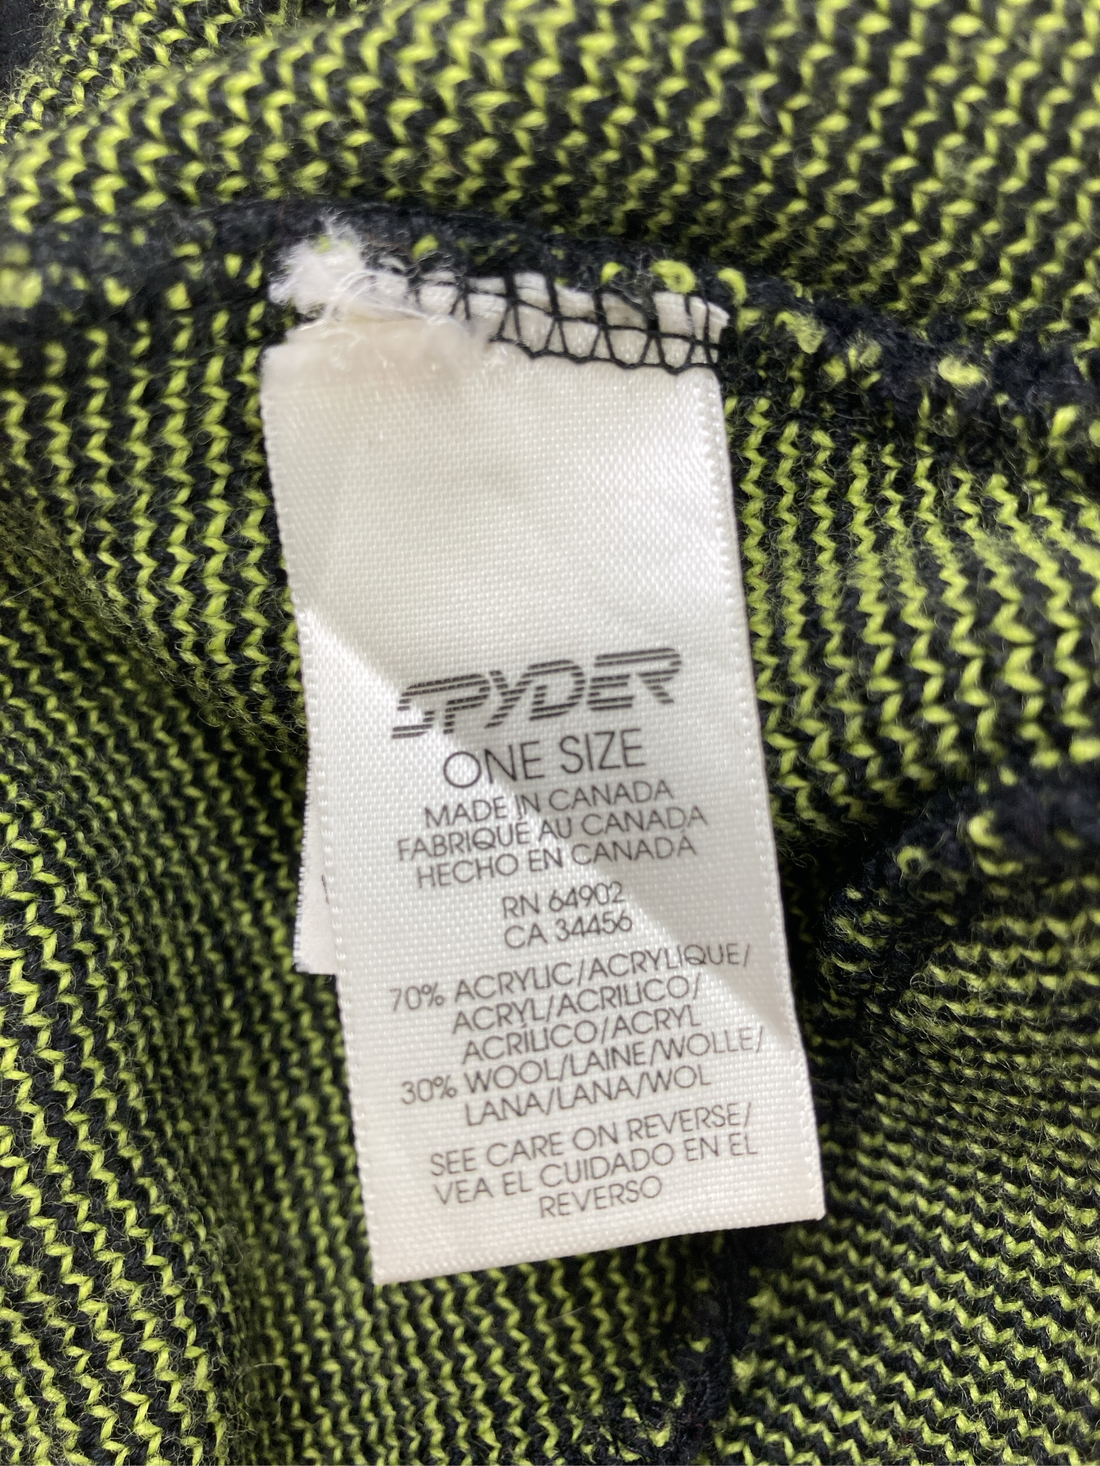 SPYDER
ONE SIZE
MADE IN CANADA
FABRIQUÉ AU CANADA
HECHO EN CANADÁ
RN 64902
CA 34456
70% ACRYLIC/ACRYLIQUE/
ACRYL/ACRILICO/
ACRÍLICO/ACRYL
30% WOOL/LAINE/WOLLE/
LANA/LANA/WOL
SEE CARE ON REVERSE/
VEA EL CUIDADO EN EL
REVERSO